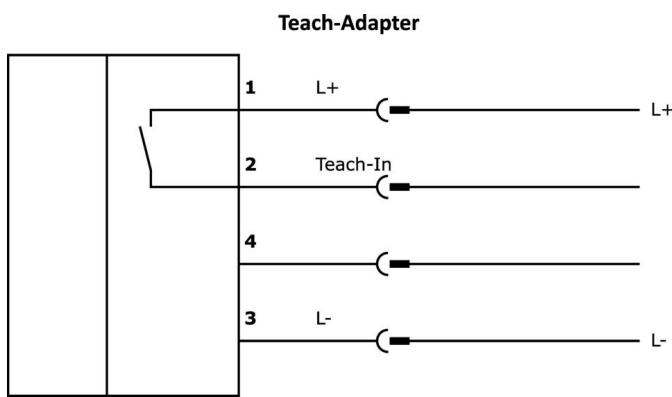 Teach-Adapter
1 L+
L+
2 Teach-In
4
3 L-
L-